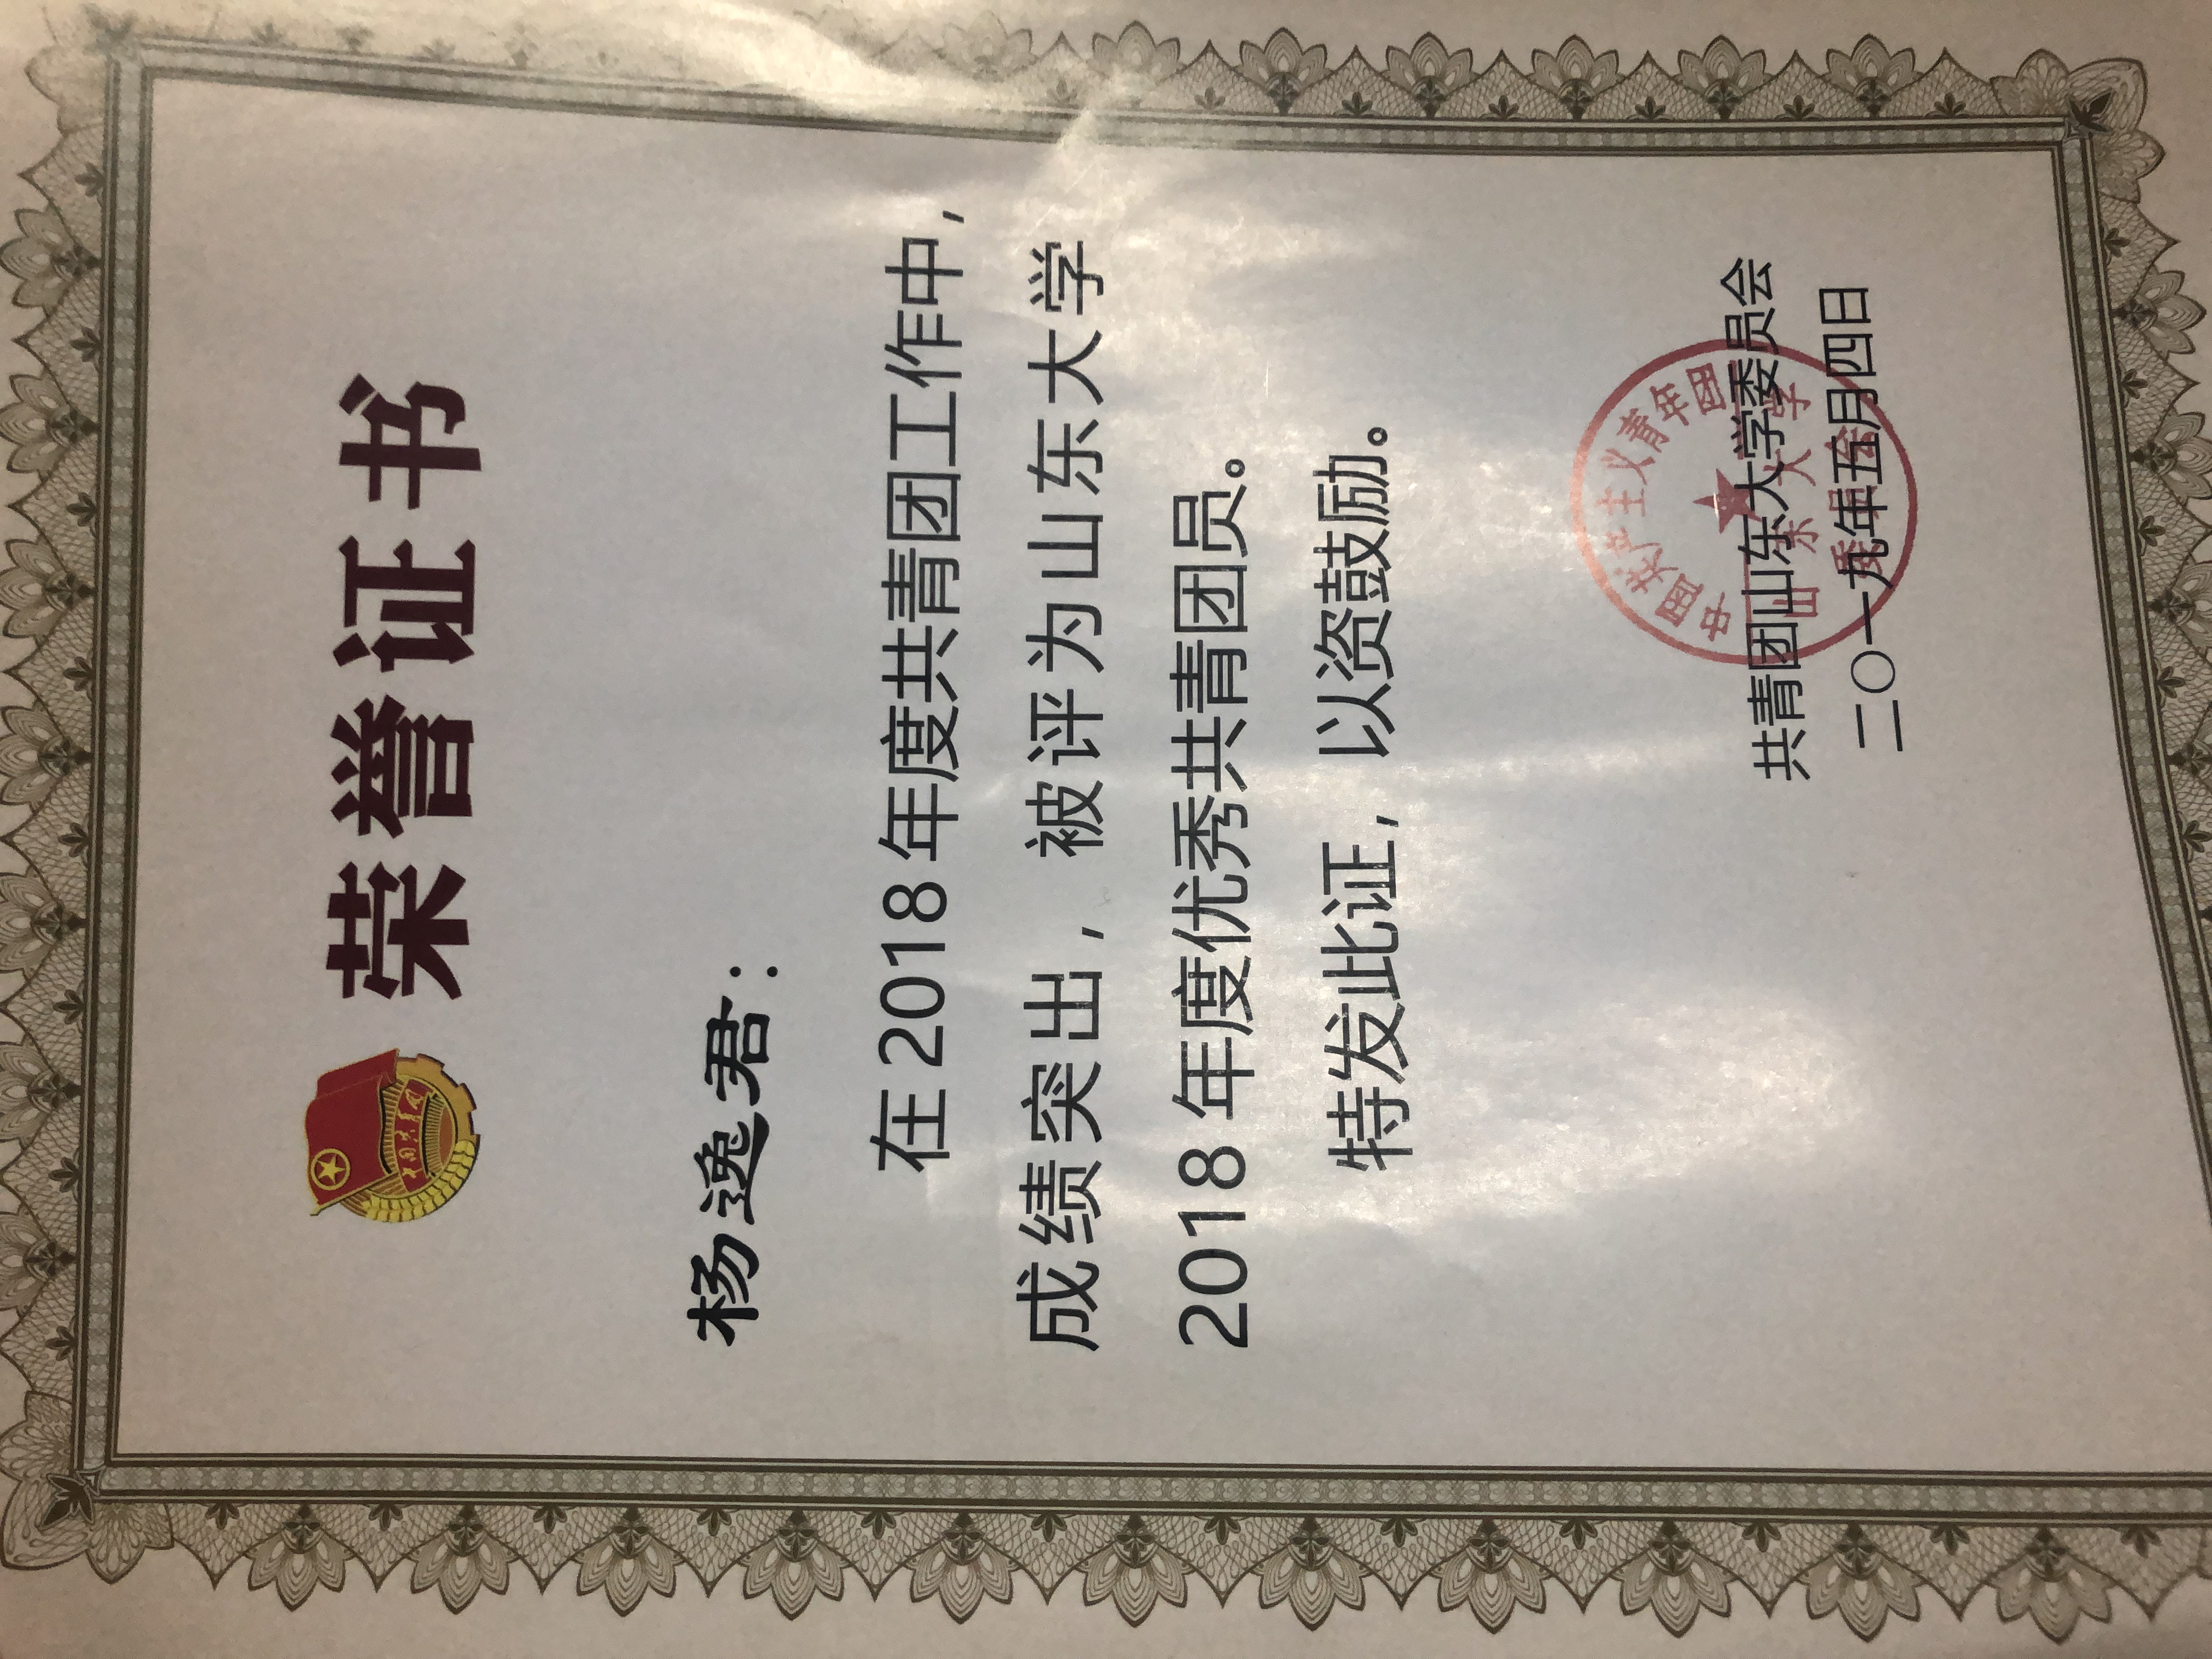 中国共青团
荣誉证书
杨逸君：
在 2018 年度共青团工作中，
成绩突出，被评为山东大学
2018 年度优秀共青团员。
特发此证，以资鼓励。
中国共产主义青年团
共青团山东大学委员会
山东大学
二〇一九年五月四日
委员会